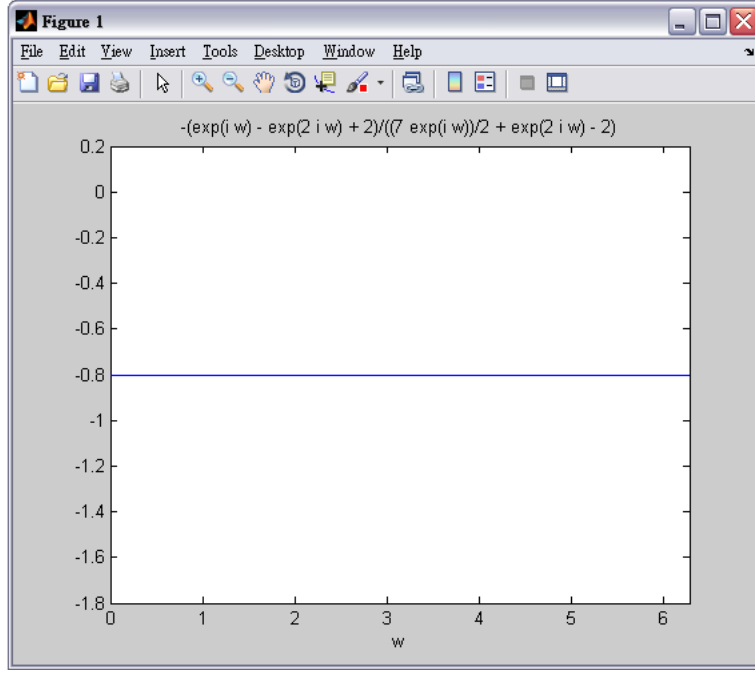 Figure 1
File Edit View Insert Tools Desktop Window Help
-(exp(i w) - exp(2 i w) + 2)/((7 exp(i w))/2 + exp(2 i w) - 2)
0.2
0
-0.2
-0.4
-0.6
-0.8
-1
-1.2
-1.4
-1.6
-1.8
0 1 2 3 4 5 6
w